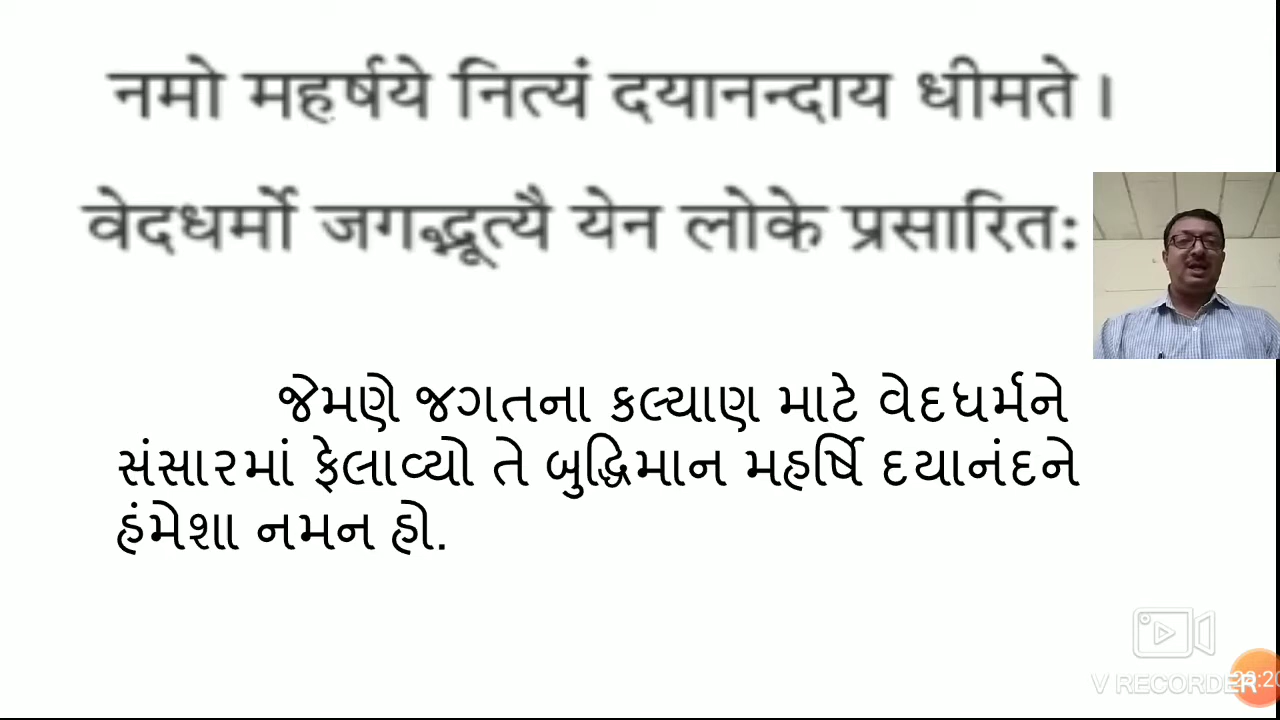 नमो महर्षये नित्यं दयानन्दाय धीमते ।
वेदधर्मो जगद्भूत्यै येन लोके प्रसारितः
જેમણે જગતના કલ્યાણ માટે વેદધર્મને
સંસારમાં ફેલાવ્યો તે બુદ્ધિમાન મહર્ષિ દયાનંદને
હંમેશા નમન હો.
V RECORDER